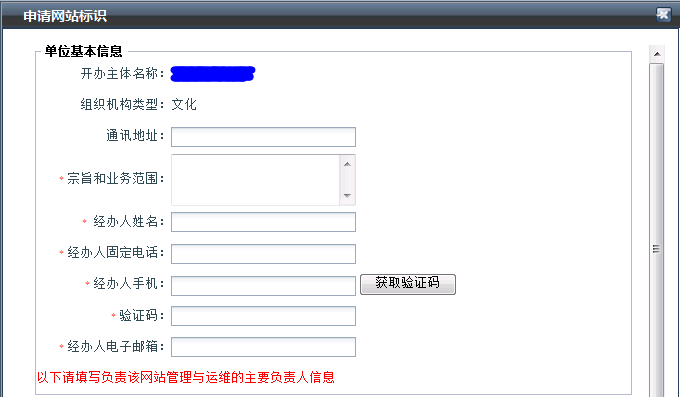 申请网站标识
单位基本信息
开办主体名称：
组织机构类型：文化
通讯地址：
*宗旨和业务范围：
*经办人姓名：
*经办人固定电话：
*经办人手机： 获取验证码
*验证码：
*经办人电子邮箱：
以下请填写负责该网站管理与运维的主要负责人信息